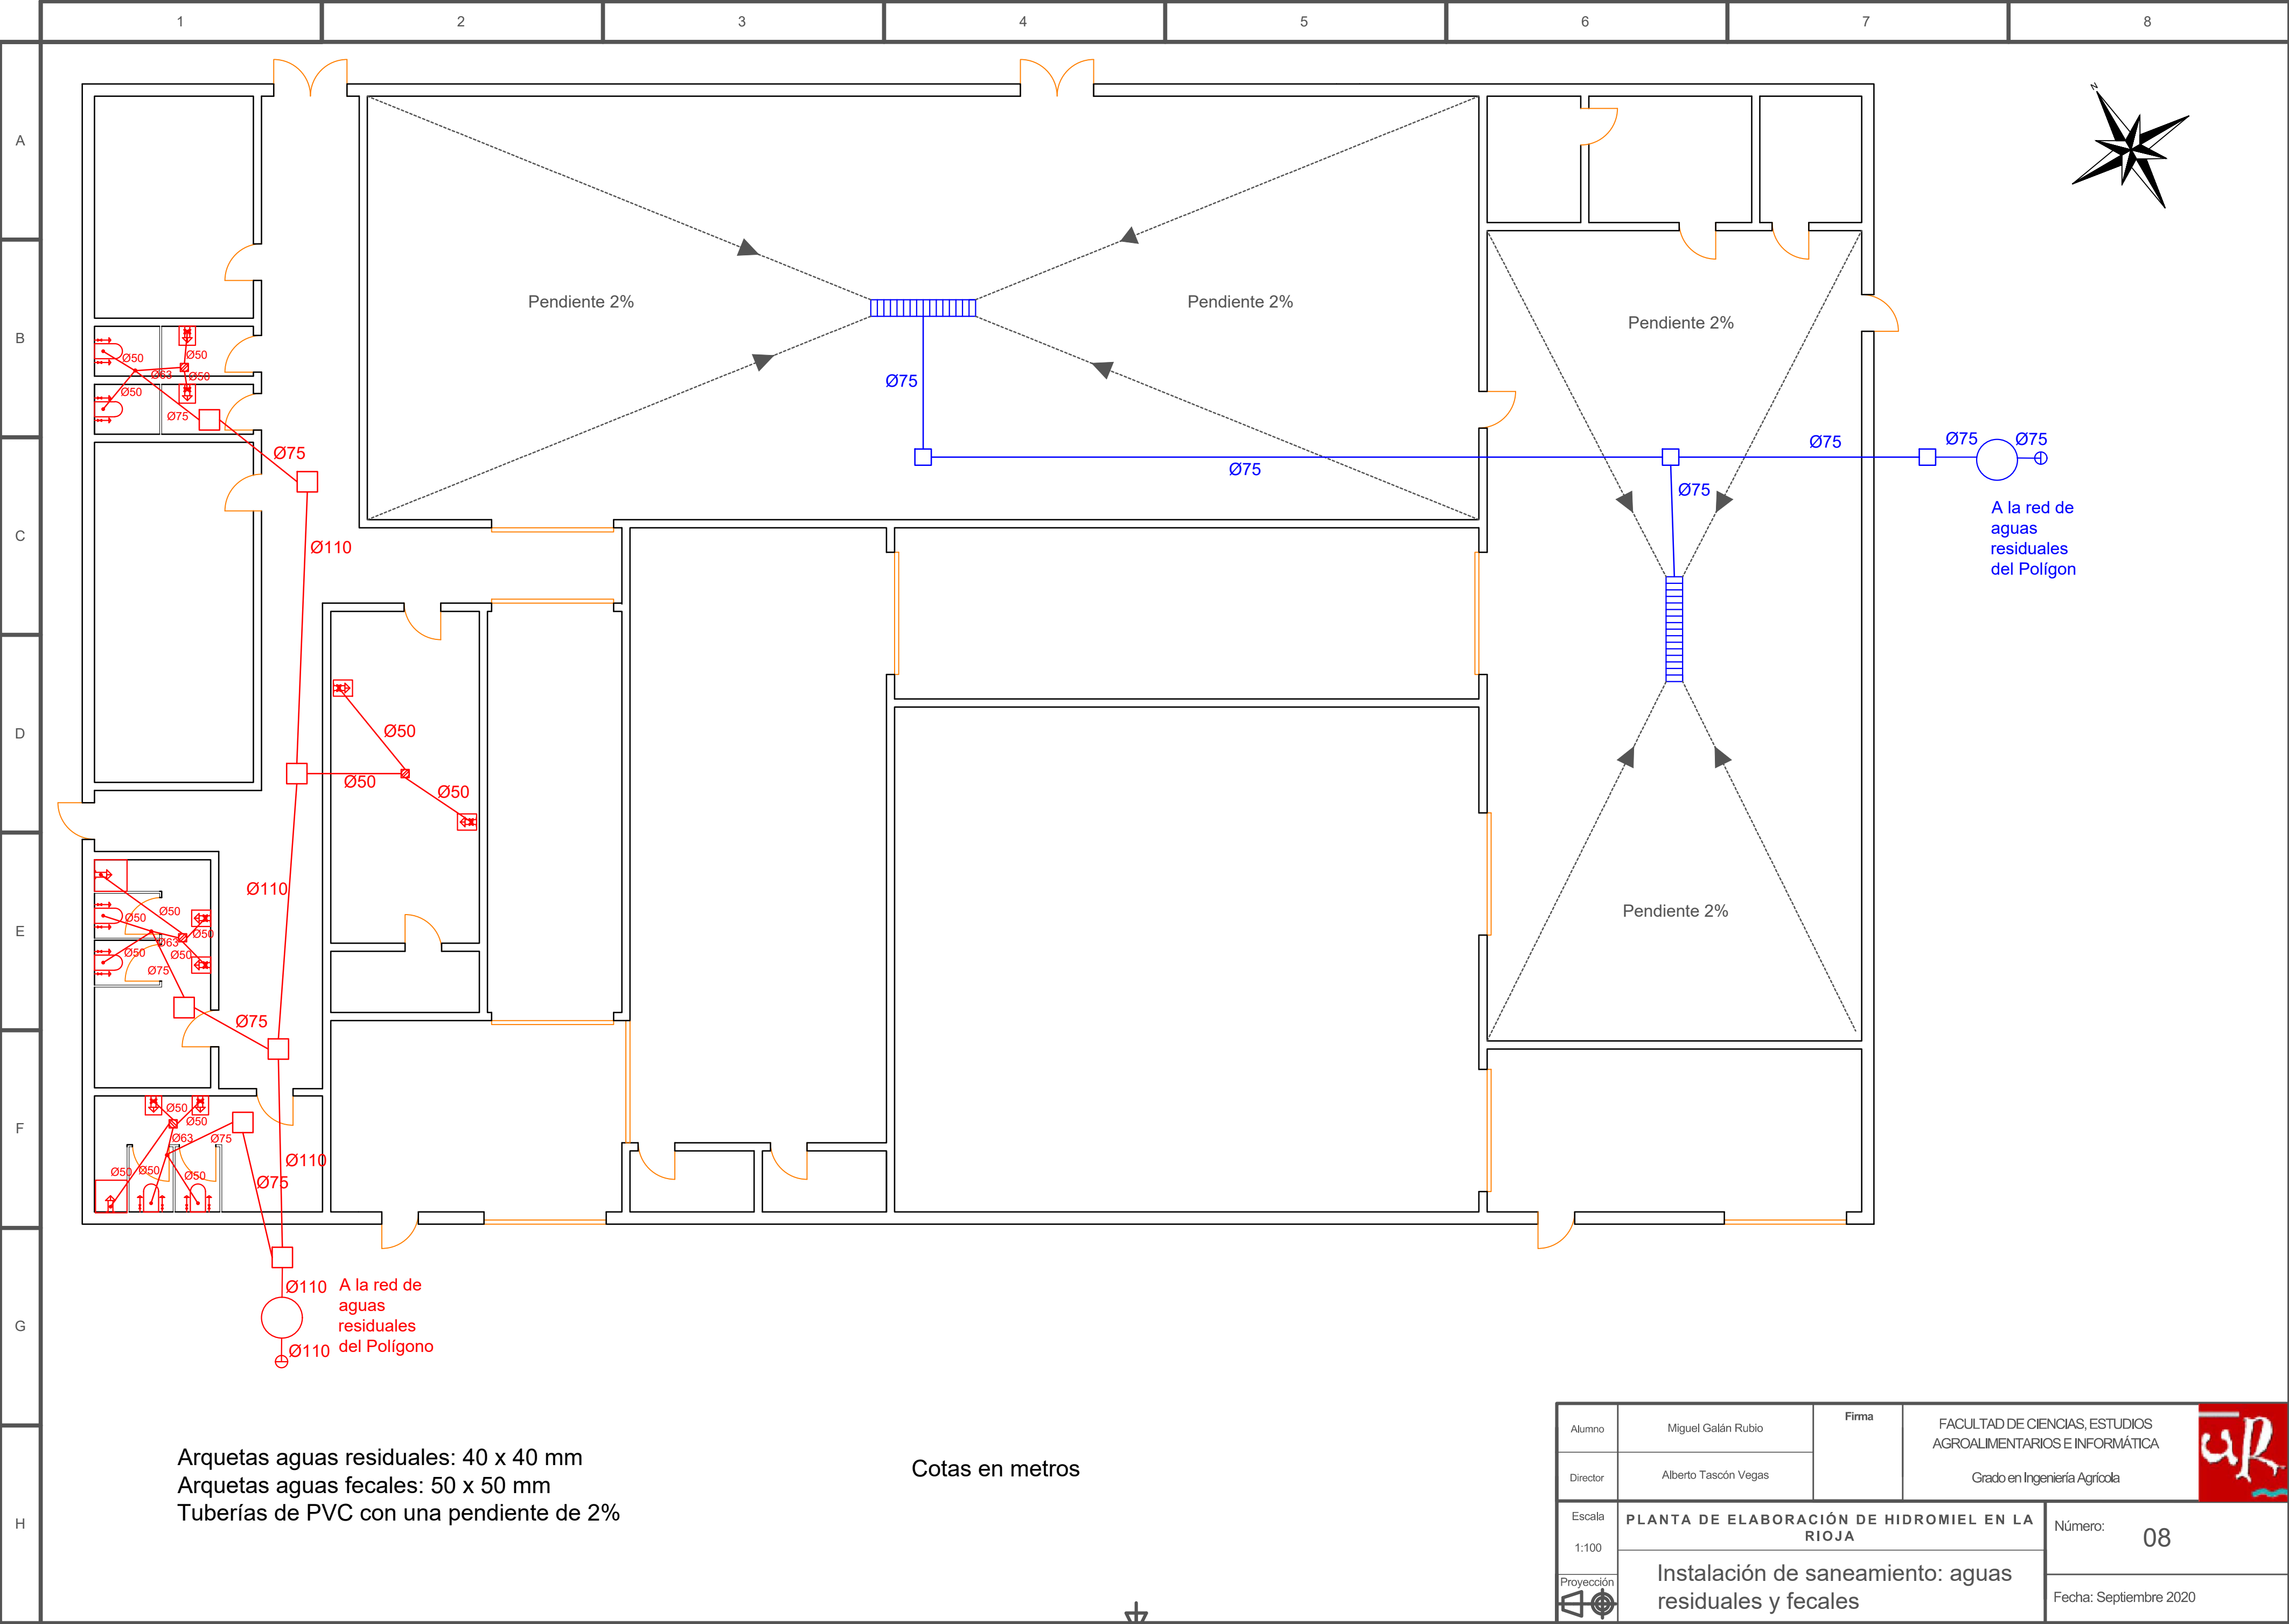 1 2 3 4 5 6 7 8
A
B
C
D
E
F
G
H
N
Pendiente 2%
Pendiente 2%
Pendiente 2%
Pendiente 2%
Ø50
Ø50
Ø63
Ø50
Ø50
Ø75
Ø75
Ø75
Ø75
Ø75
Ø75
Ø75
Ø75
A la red de
aguas
residuales
del Polígon
Ø110
Ø50
Ø50
Ø50
Ø110
Ø50
Ø50
Ø50
Ø63
Ø50
Ø50
Ø75
Ø75
Ø50
Ø50
Ø63
Ø75
Ø50
Ø50
Ø50
Ø110
Ø75
Ø110
A la red de
aguas
residuales
del Polígono
Ø110
Arquetas aguas residuales: 40 x 40 mm
Arquetas aguas fecales: 50 x 50 mm
Tuberías de PVC con una pendiente de 2%
Cotas en metros
Alumno
Miguel Galán Rubio
Firma
Director
Alberto Tascón Vegas
FACULTAD DE CIENCIAS, ESTUDIOS
AGROALIMENTARIOS E INFORMÁTICA
Grado en Ingeniería Agrícola
uR
Escala
1:100
PLANTA DE ELABORACIÓN DE HIDROMIEL EN LA
RIOJA
Número:
08
Proyección
Instalación de saneamiento: aguas
residuales y fecales
Fecha: Septiembre 2020